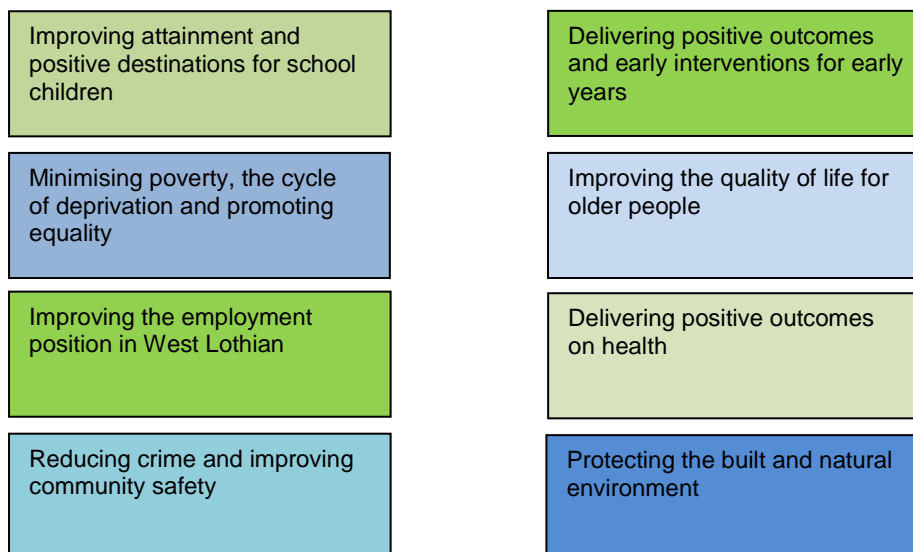 Improving attainment and
positive destinations for school
children
Delivering positive outcomes
and early interventions for early
years
Minimising poverty, the cycle
of deprivation and promoting
equality
Improving the quality of life for
older people
Improving the employment
position in West Lothian
Delivering positive outcomes
on health
Reducing crime and improving
community safety
Protecting the built and natural
environment